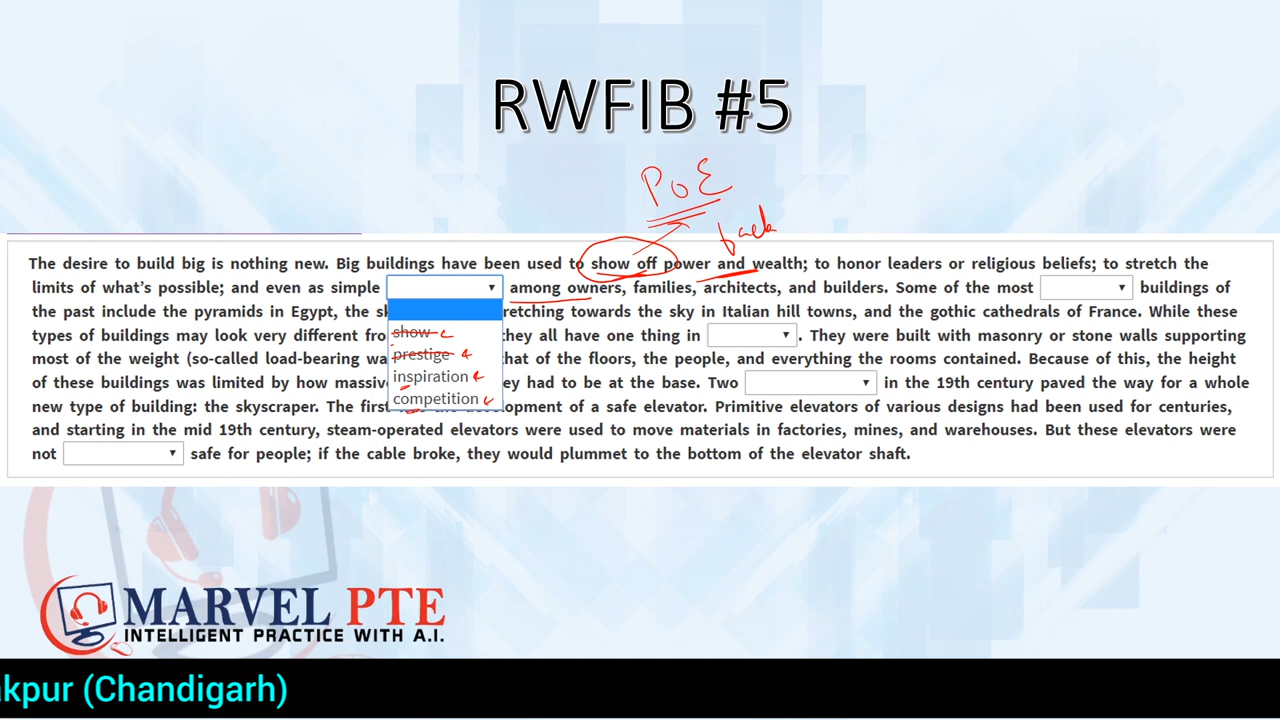 RWFIB #5
PoE
The desire to build big is nothing new. Big buildings have been used to show off power and wealth; to honor leaders or religious beliefs; to stretch the
limits of what's possible; and even as simple among owners, families, architects, and builders. Some of the most buildings of
the past include the pyramids in Egypt, the tretching towards the sky in Italian hill towns, and the gothic cathedrals of France. While these
show
types of buildings may look very different they all have one thing in . They were built with masonry or stone walls supporting
prestige
most of the weight (so-called load-bearing that of the floors, the people, and everything the rooms contained. Because of this, the height
inspiration
of these buildings was limited by how massive they had to be at the base. Two in the 19th century paved the way for a whole
competition
new type of building: the skyscraper. The first development of a safe elevator. Primitive elevators of various designs had been used for centuries,
and starting in the mid 19th century, steam-operated elevators were used to move materials in factories, mines, and warehouses. But these elevators were
not safe for people; if the cable broke, they would plummet to the bottom of the elevator shaft.
MARVEL PTE
INTELLIGENT PRACTICE WITH A.I.
akpur (Chandigarh)